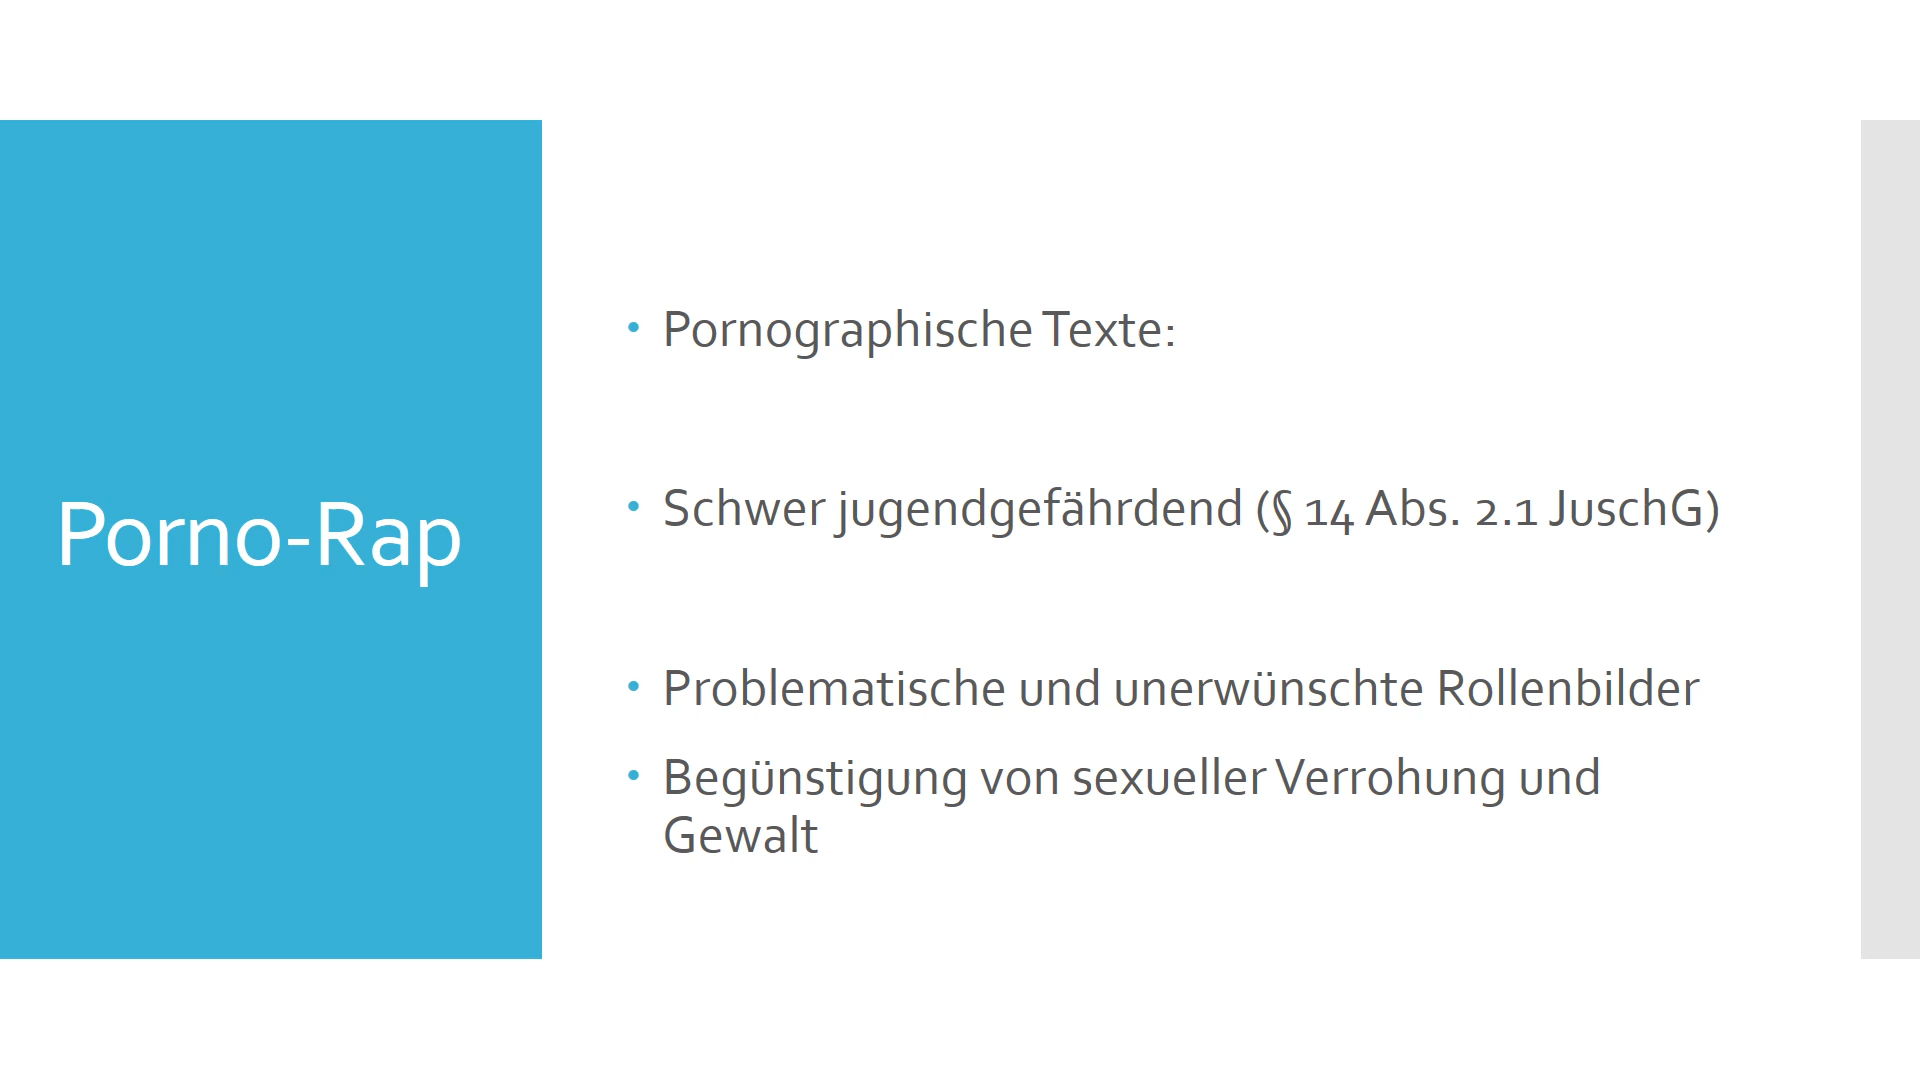 Porno-Rap
• Pornographische Texte:
• Schwer jugendgefährdend (§ 14 Abs. 2.1 JuschG)
• Problematische und unerwünschte Rollenbilder
• Begünstigung von sexueller Verrohung und
Gewalt